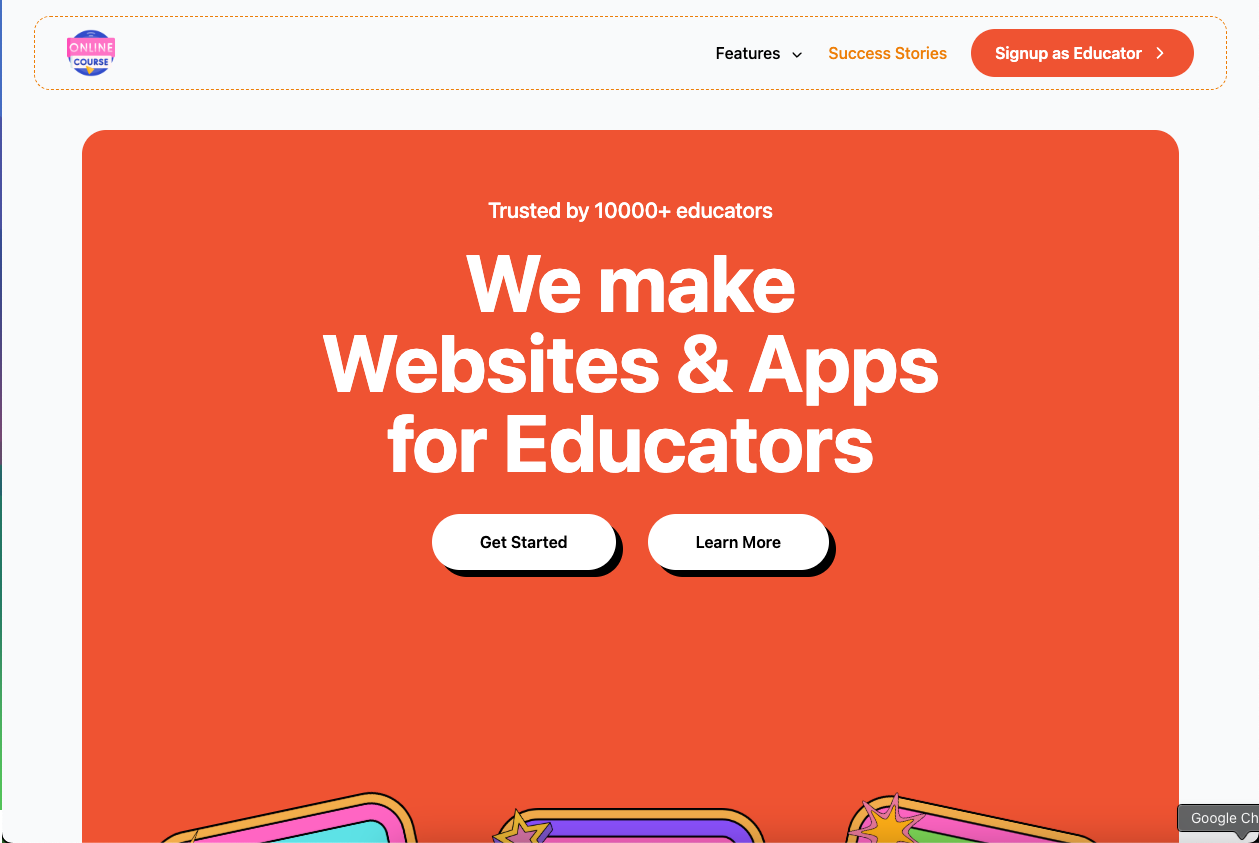 ONLINE
COURSE
Features
Success Stories
Signup as Educator
Trusted by 10000+ educators
We make
Websites & Apps
for Educators
Get Started
Learn More
Google Ch